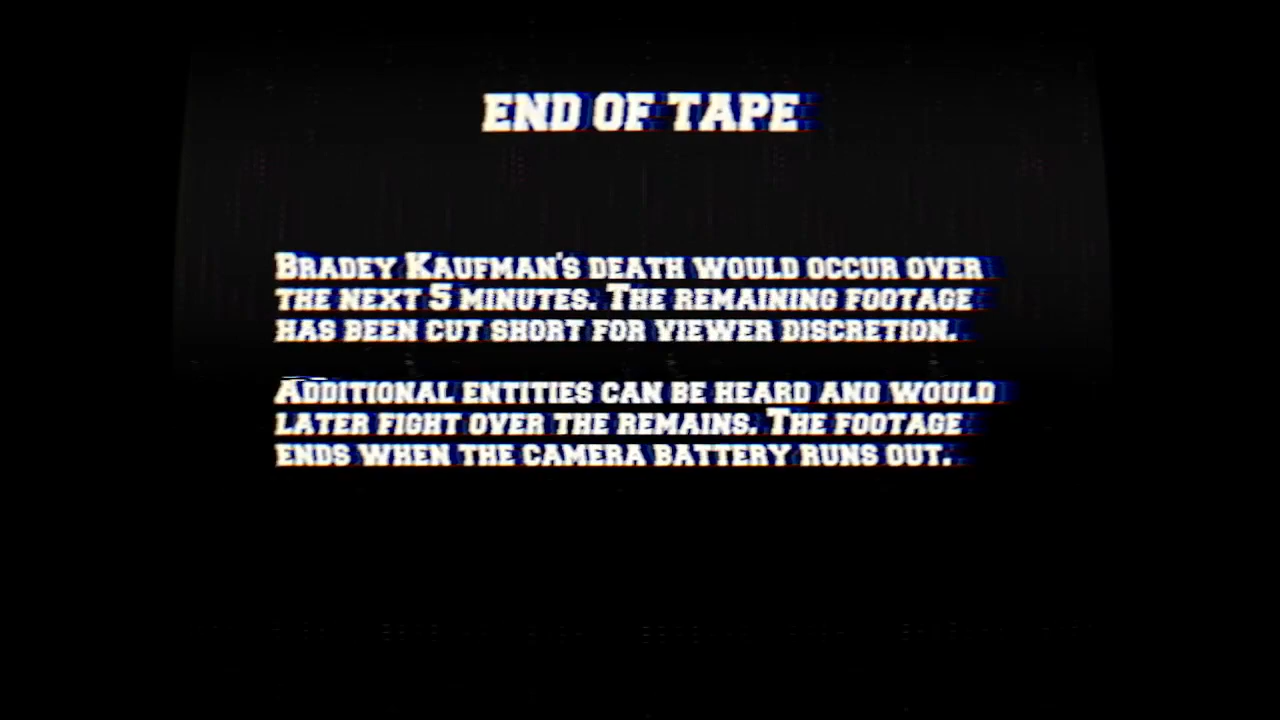 END OF TAPE
BRADEY KAUFMAN'S DEATH WOULD OCCUR OVER
THE NEXT 5 MINUTES. THE REMAINING FOOTAGE
HAS BEEN CUT SHORT FOR VIEWER DISCRETION.
ADDITIONAL ENTITIES CAN BE HEARD AND WOULD
LATER FIGHT OVER THE REMAINS. THE FOOTAGE
ENDS WHEN THE CAMERA BATTERY RUNS OUT.